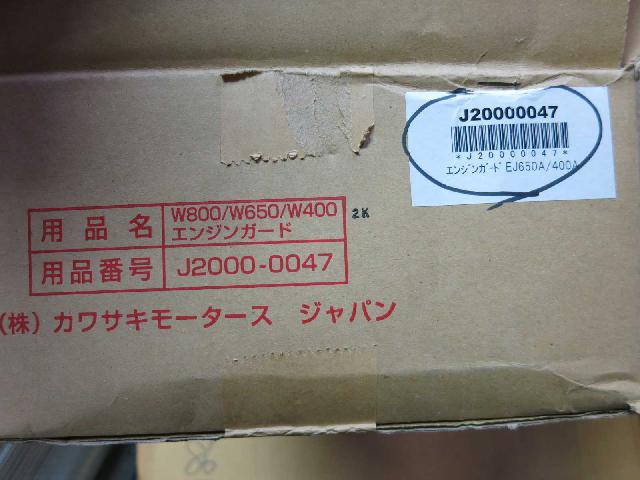 J20000047
*J20000047*
エンジンガード EJ650A/400A
用品名 W800/W650/W400 2K
エンジンガード
用品番号 J2000-0047
(株) カワサキモータース ジャパン